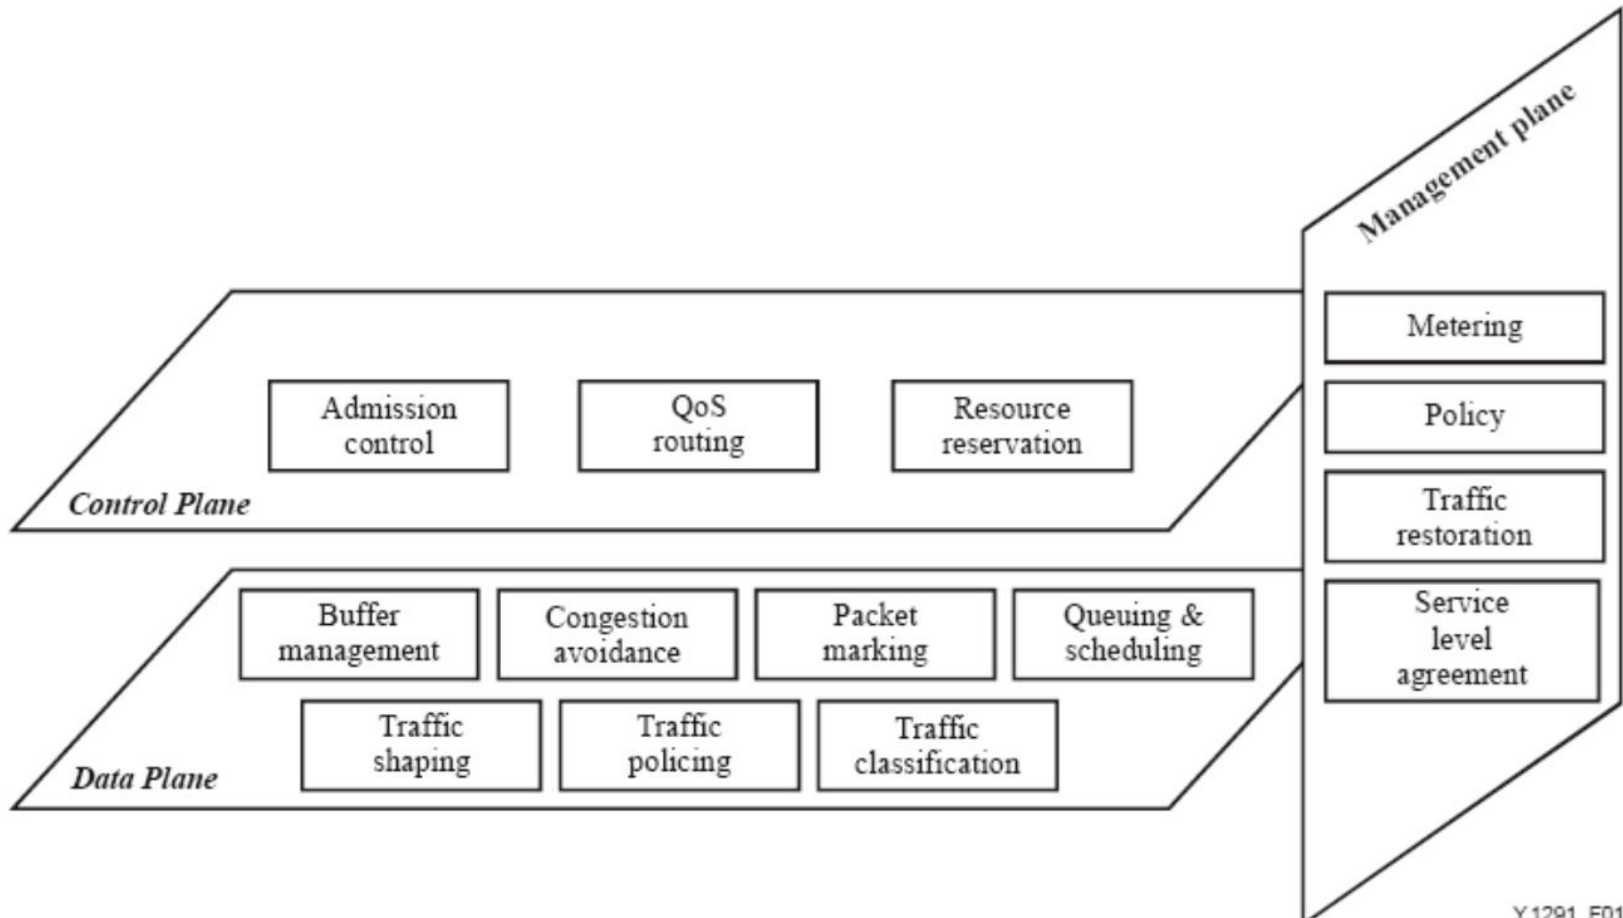 Management plane
Metering
Policy
Traffic
restoration
Service
level
agreement
Admission
control
QoS
routing
Resource
reservation
Control Plane
Buffer
management
Congestion
avoidance
Packet
marking
Queuing &
scheduling
Traffic
shaping
Traffic
policing
Traffic
classification
Data Plane
Y.1291_F01